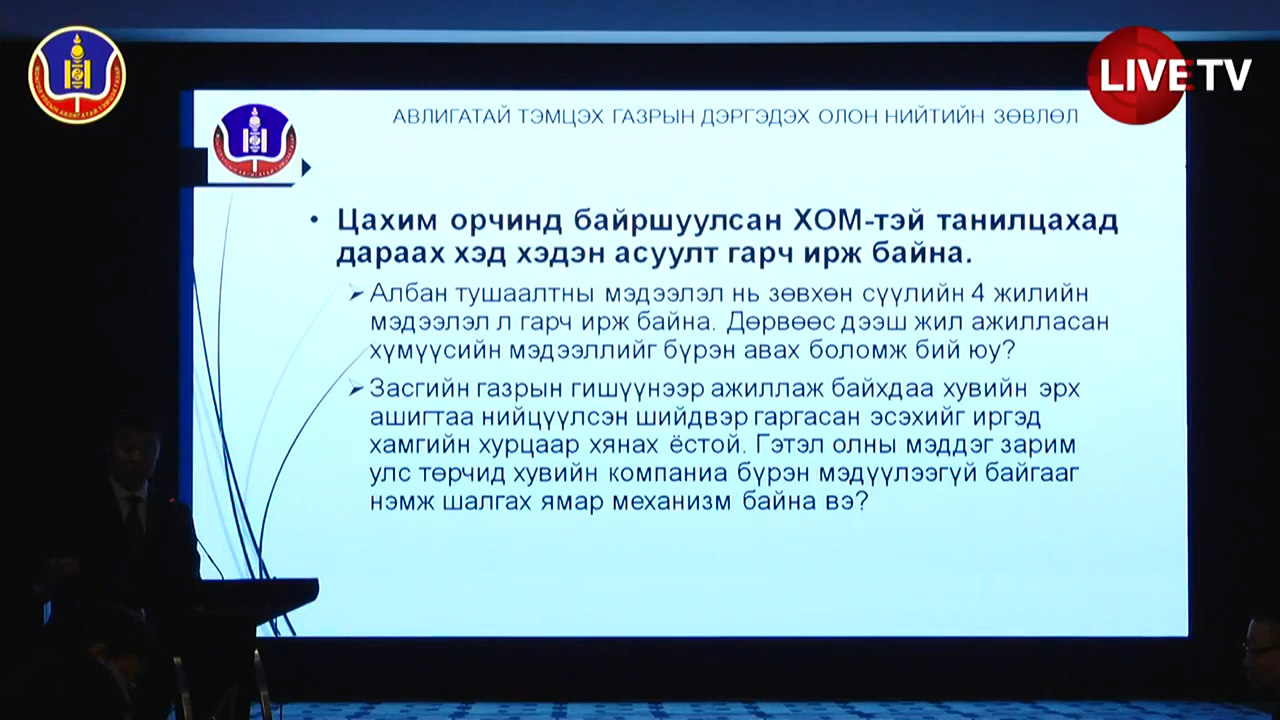 LIVE TV
АВЛИГАТАЙ ТЭМЦЭХ ГАЗРЫН ДЭРГЭДЭХ ОЛОН НИЙТИЙН ЗӨВЛӨЛ
• Цахим орчинд байршуулсан ХОМ-тэй танилцахад
дараах хэд хэдэн асуулт гарч ирж байна.
➢ Албан тушаалтны мэдээлэл нь зөвхөн сүүлийн 4 жилийн
мэдээлэл л гарч ирж байна. Дөрвөөс дээш жил ажилласан
хүмүүсийн мэдээллийг бүрэн авах боломж бий юу?
➢ Засгийн газрын гишүүнээр ажиллаж байхдаа хувийн эрх
ашигтаа нийцүүлсэн шийдвэр гаргасан эсэхийг иргэд
хамгийн хурцаар хянах ёстой. Гэтэл олны мэддэг зарим
улс төрчид хувийн компаниа бүрэн мэдүүлээгүй байгааг
нэмж шалгах ямар механизм байна вэ?